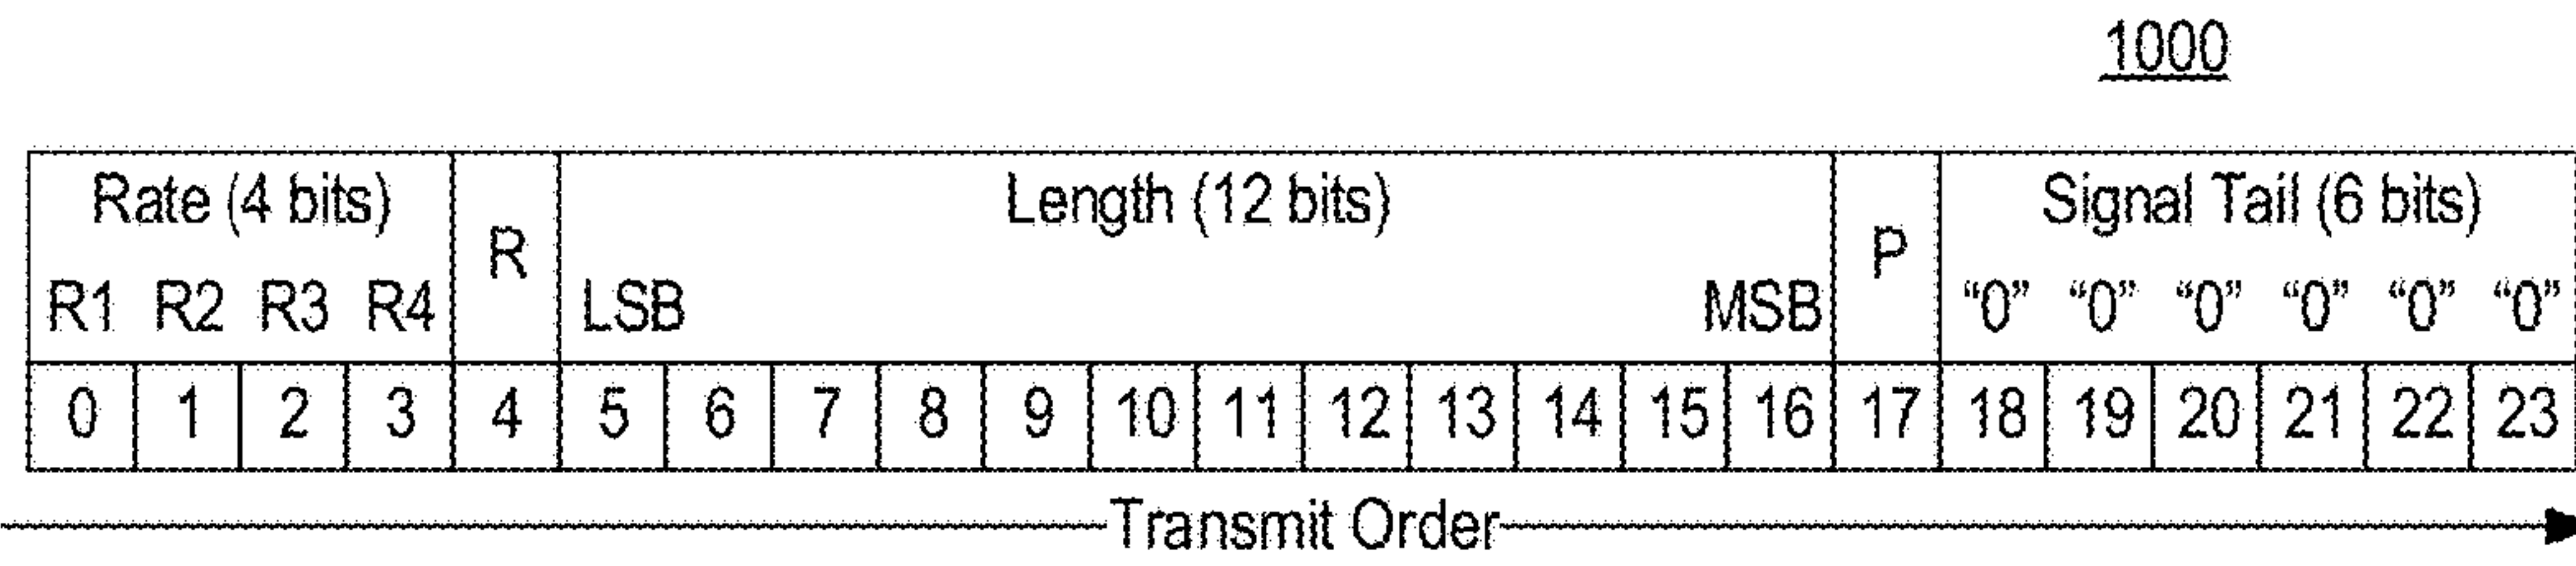 1000
Rate (4 bits) R Length (12 bits) P Signal Tail (6 bits)
R1 R2 R3 R4 LSB MSB “0” “0” “0” “0” “0” “0”
0 1 2 3 4 5 6 7 8 9 10 11 12 13 14 15 16 17 18 19 20 21 22 23
Transmit Order